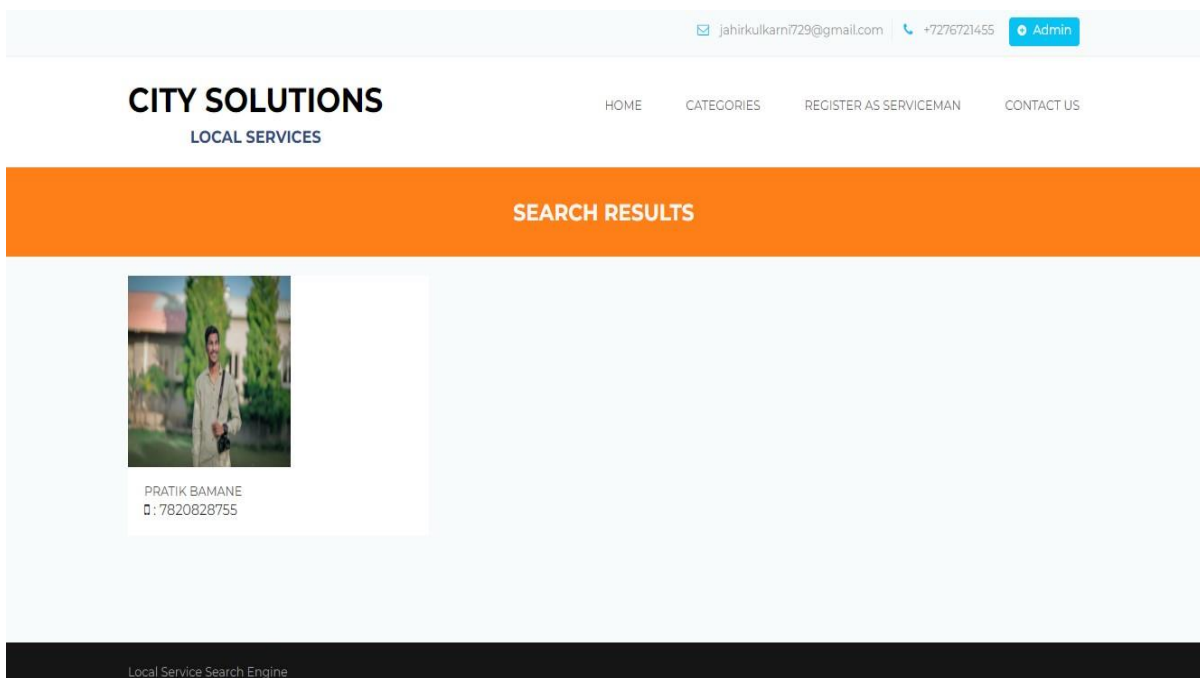 jahirkulkarni729@gmail.com +7276721455 Admin
CITY SOLUTIONS
LOCAL SERVICES
HOME CATEGORIES REGISTER AS SERVICEMAN CONTACT US
SEARCH RESULTS
PRATIK BAMANE
: 7820828755
Local Service Search Engine